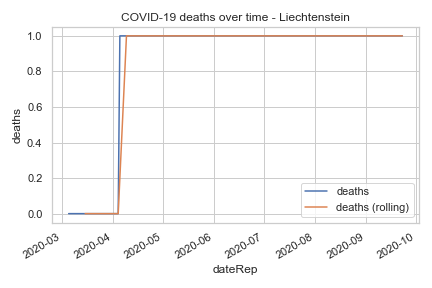 COVID-19 deaths over time - Liechtenstein
deaths
1.0
0.8
0.6
0.4
0.2
0.0
deaths
deaths (rolling)
2020-03
2020-04
2020-05
2020-06
2020-07
2020-08
2020-09
2020-10
dateRep